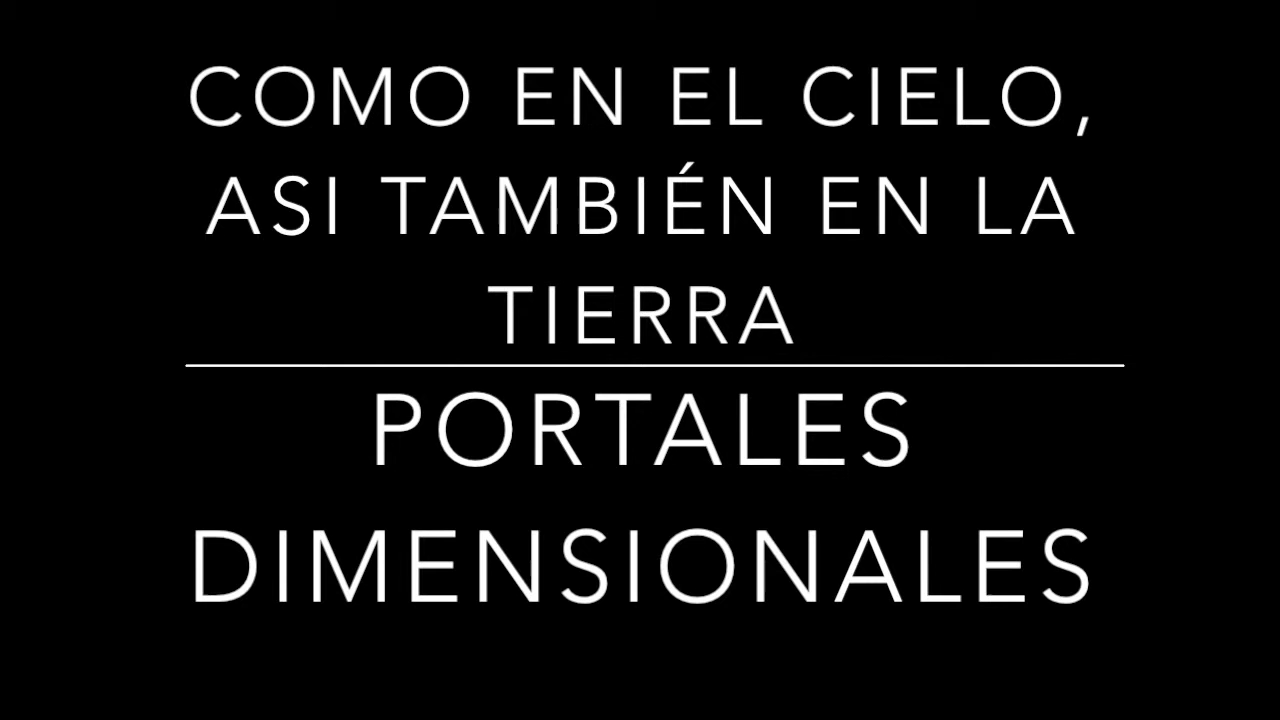 COMO EN EL CIELO,
ASI TAMBIÉN EN LA
TIERRA
PORTALES
DIMENSIONALES